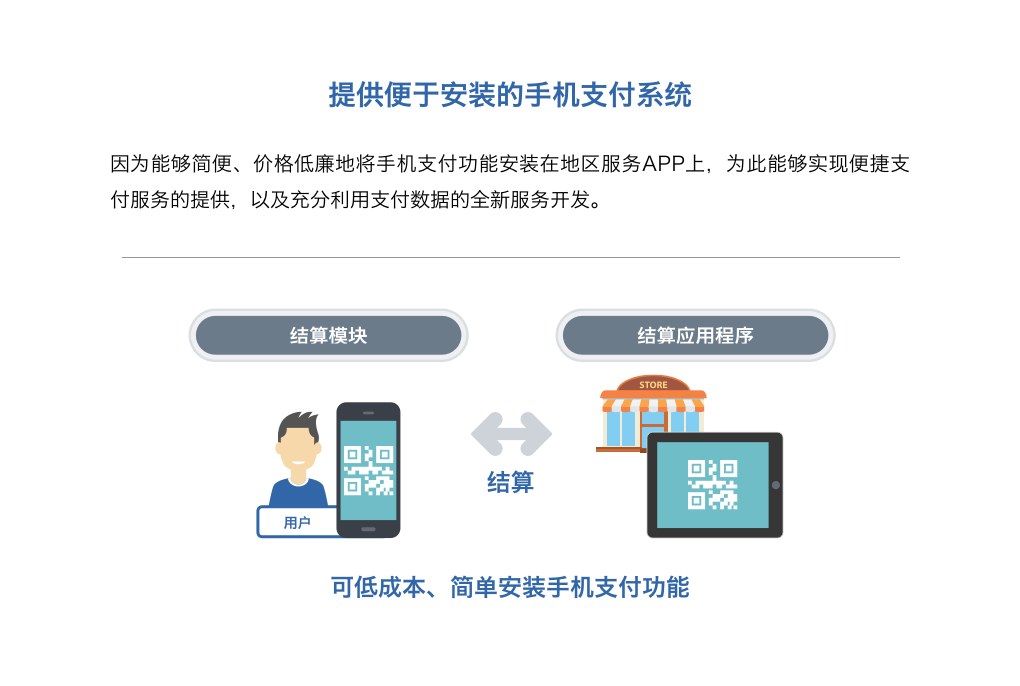 提供便于安装的手机支付系统
因为能够简便、价格低廉地将手机支付功能安装在地区服务APP上，为此能够实现便捷支
付服务的提供，以及充分利用支付数据的全新服务开发。
结算模块
结算应用程序
STORE
结算
用户
可低成本、简单安装手机支付功能